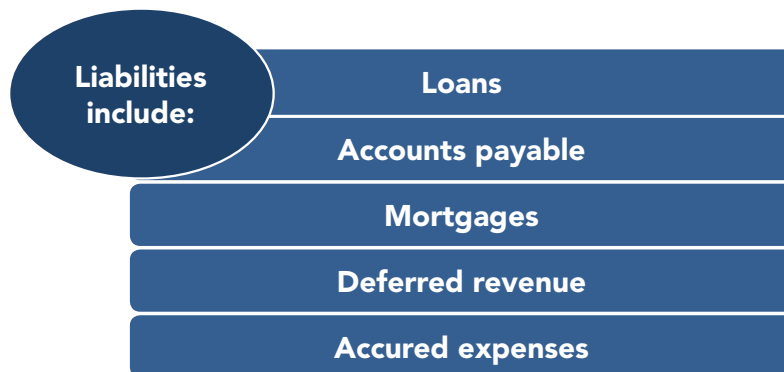 Liabilities
include:
Loans
Accounts payable
Mortgages
Deferred revenue
Accured expenses